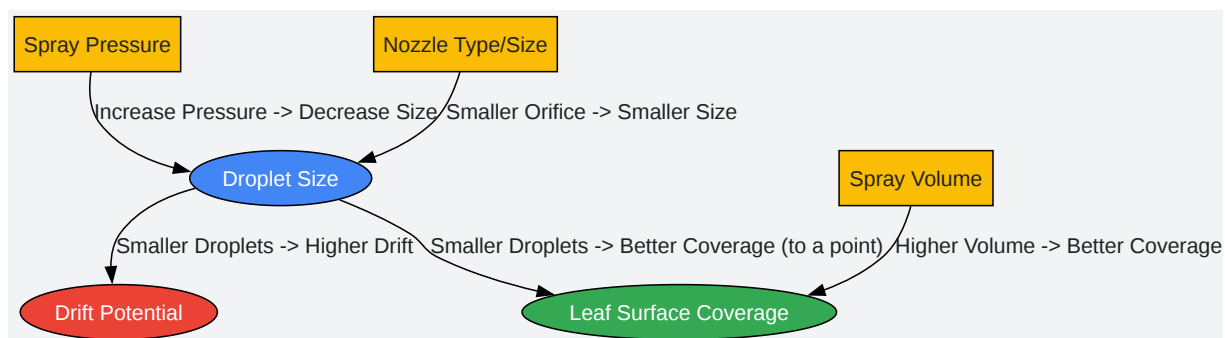 Spray Pressure
Nozzle Type/Size
Increase Pressure -> Decrease Size
Smaller Orifice -> Smaller Size
Droplet Size
Spray Volume
Smaller Droplets -> Higher Drift
Smaller Droplets -> Better Coverage (to a point)
Higher Volume -> Better Coverage
Drift Potential
Leaf Surface Coverage